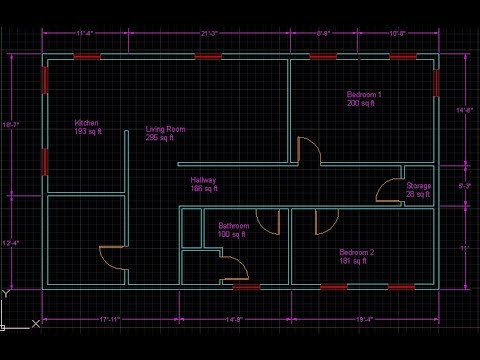 11'-4"
21'-3"
6'-8"
10'-8"
Bedroom 1
200 sq ft
14'-8"
Kitchen
193 sq ft
Living Room
295 sq ft
18'-7"
Hallway
166 sq ft
Storage
28 sq ft
5'-3"
Bathroom
100 sq ft
Bedroom 2
181 sq ft
12'-4"
11'
Y
X
17'-11"
14'-8"
19'-4"